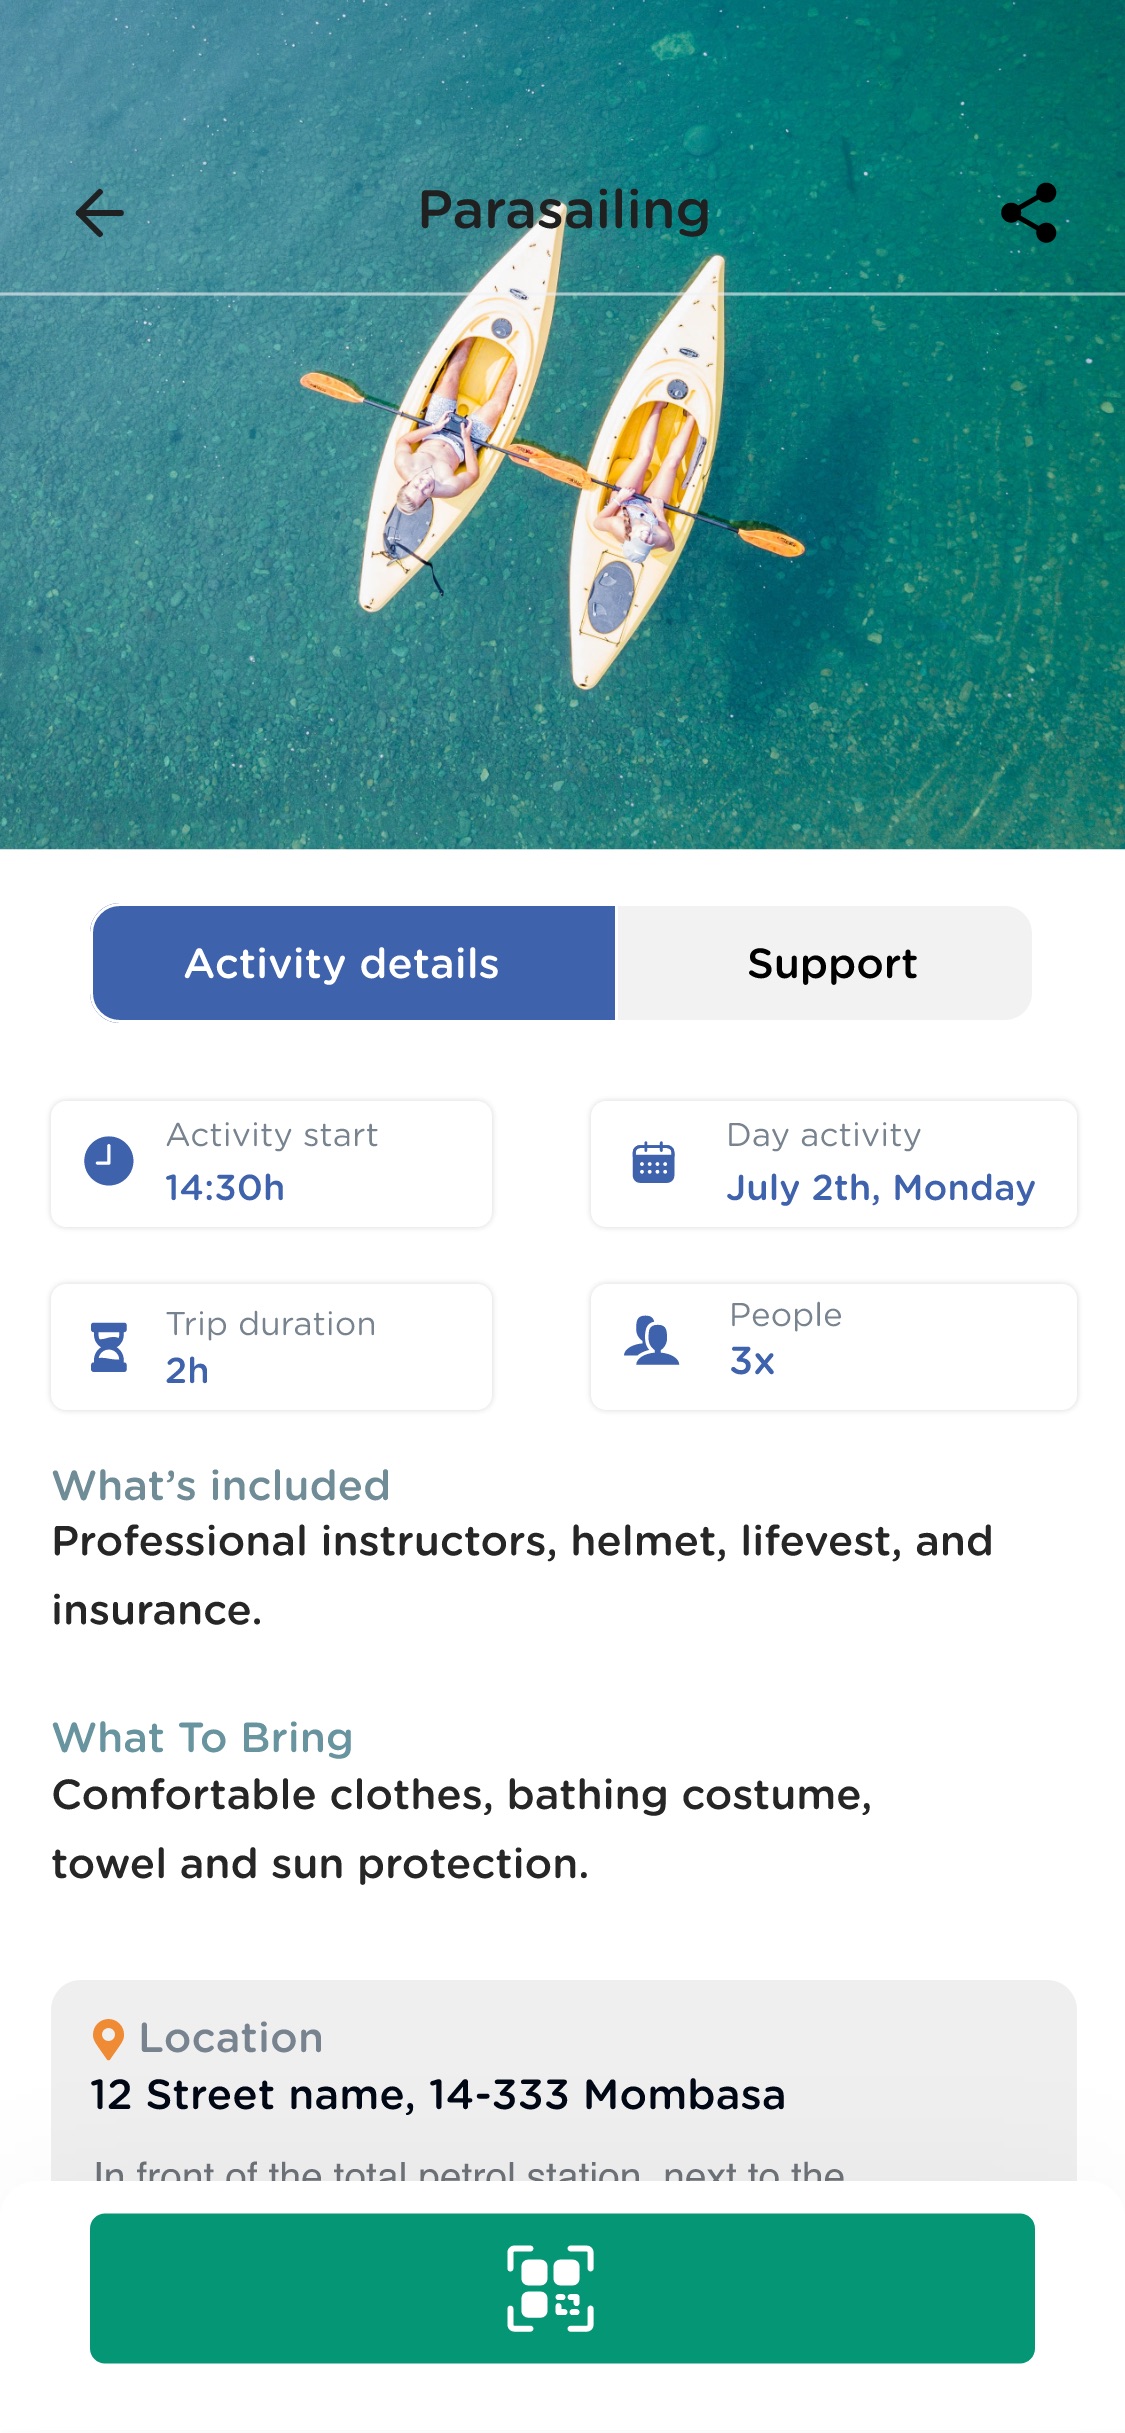 Parasailing
Activity details
Support
Activity start
14:30h
Day activity
July 2th, Monday
Trip duration
2h
People
3x
What’s included
Professional instructors, helmet, lifevest, and
insurance.
What To Bring
Comfortable clothes, bathing costume,
towel and sun protection.
Location
12 Street name, 14-333 Mombasa
In front of the total petrol station, next to the